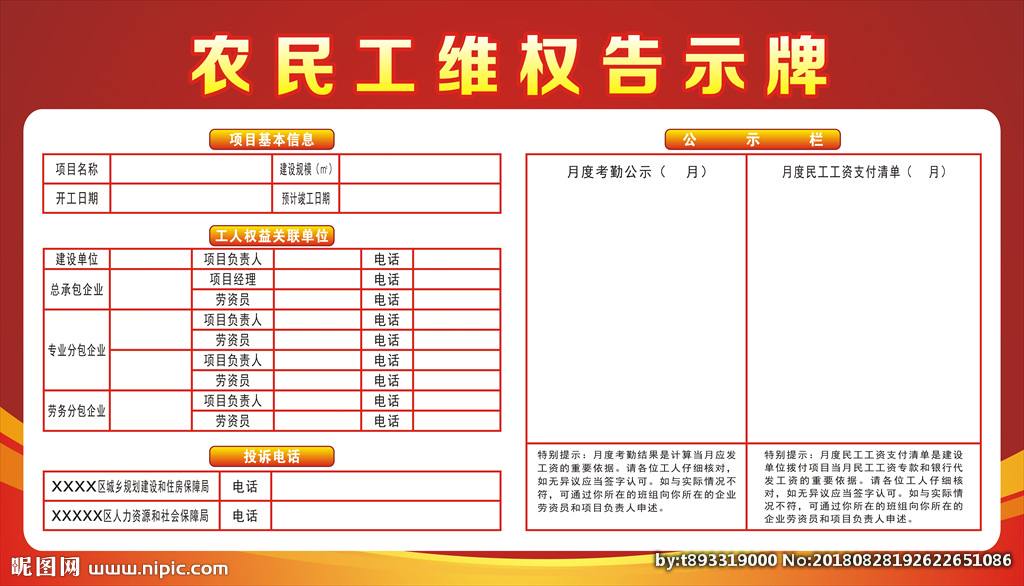 农民工维权告示牌
项目基本信息
项目名称 建设规模（㎡）
开工日期 预计竣工日期
工人权益关联单位
建设单位 项目负责人 电话
总承包企业 项目经理 电话
劳资员 电话
专业分包企业 项目负责人 电话
劳资员 电话
项目负责人 电话
劳资员 电话
劳务分包企业 项目负责人 电话
劳资员 电话
投诉电话
XXXX区城乡规划建设和住房保障局 电话
XXXXX区人力资源和社会保障局 电话
公示栏
月度考勤公示（ 月）
特别提示：月度考勤结果是计算当月应发
工资的重要依据。请各位工人仔细核对，
如无异议应当签字认可。如与实际情况不
符，可通过你所在的班组向你所在的企业
劳资员和项目负责人申述。
月度民工工资支付清单（ 月）
特别提示：月度民工工资支付清单是建设
单位拨付项目当月民工工资专款和银行代
发工资的重要依据。请各位工人仔细核
对，如无异议应当签字认可。如与实际情
况不符，可通过你所在的班组向你所在的
企业劳资员和项目负责人申述。
昵图网 www.nipic.com
by:t893319000 No:20180828192622651086